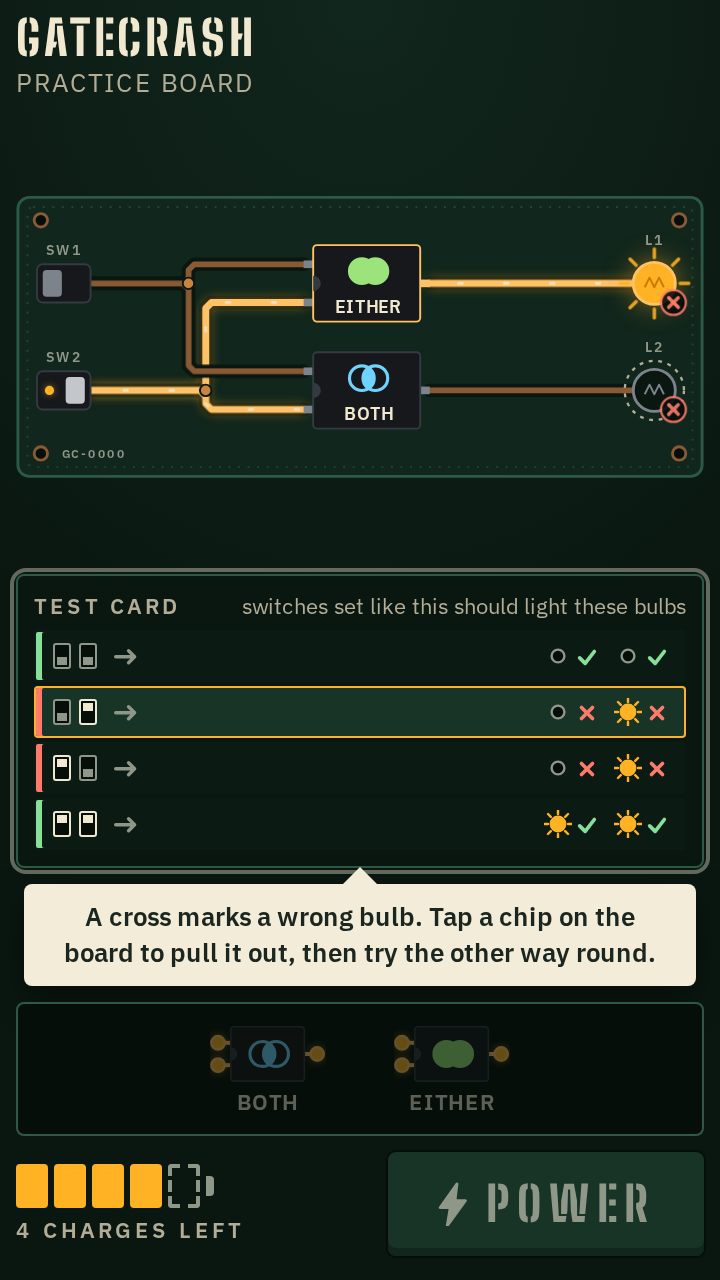 GATECRASH
PRACTICE BOARD
SW1
L1
EITHER
SW2
L2
BOTH
GC-0000
TEST CARD switches set like this should light these bulbs
A cross marks a wrong bulb. Tap a chip on the
board to pull it out, then try the other way round.
BOTH EITHER
4 CHARGES LEFT
POWER